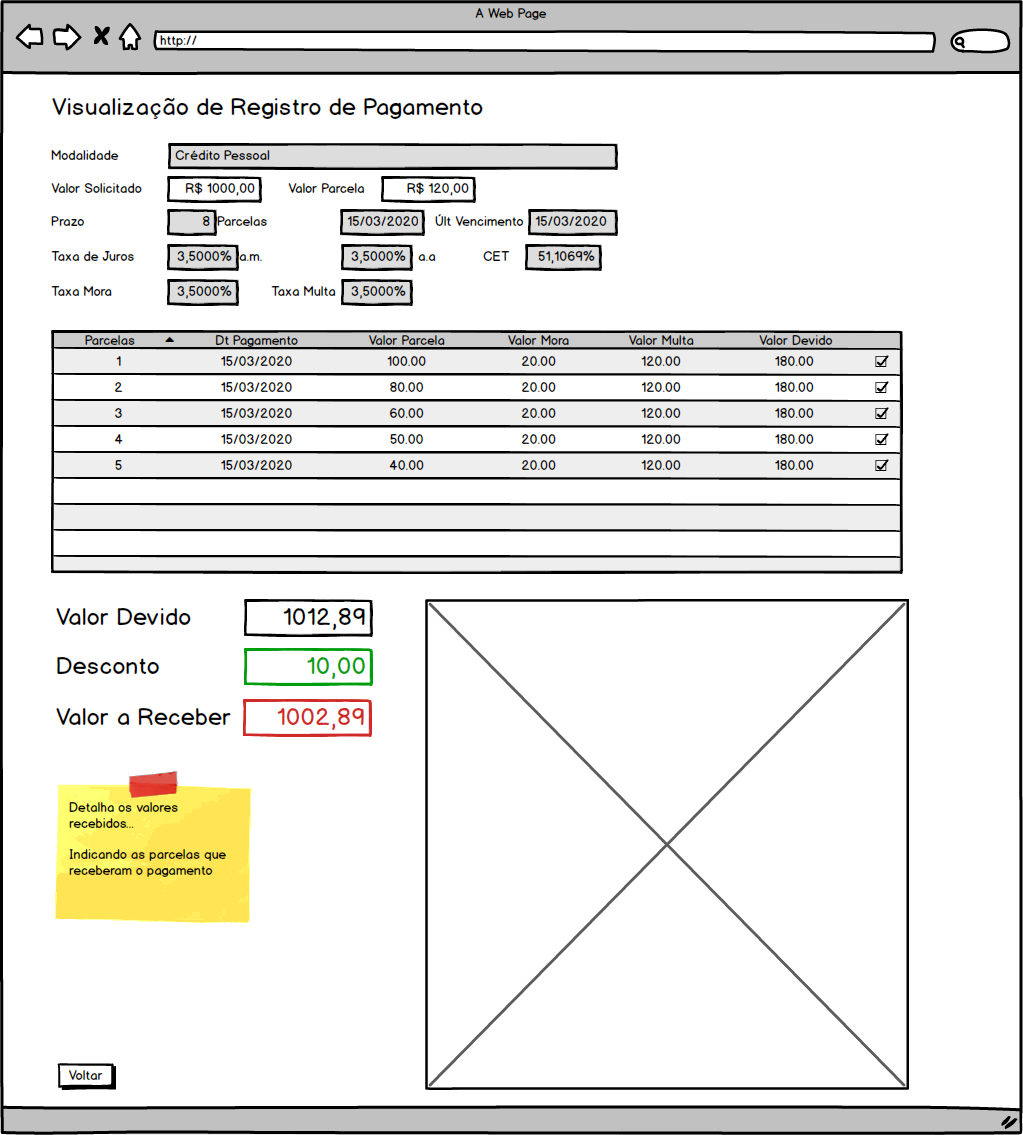 A Web Page
http://
Visualização de Registro de Pagamento
Modalidade Crédito Pessoal
Valor Solicitado R$ 1000,00 Valor Parcela R$ 120,00
Prazo 8 Parcelas 15/03/2020 Últ Vencimento 15/03/2020
Taxa de Juros 3,5000% a.m. 3,5000% a.a CET 51,1069%
Taxa Mora 3,5000% Taxa Multa 3,5000%
Parcelas Dt Pagamento Valor Parcela Valor Mora Valor Multa Valor Devido
1 15/03/2020 100.00 20.00 120.00 180.00
2 15/03/2020 80.00 20.00 120.00 180.00
3 15/03/2020 60.00 20.00 120.00 180.00
4 15/03/2020 50.00 20.00 120.00 180.00
5 15/03/2020 40.00 20.00 120.00 180.00
Valor Devido 1012,89
Desconto 10,00
Valor a Receber 1002,89
Detalha os valores
recebidos...
Indicando as parcelas que
receberam o pagamento
Voltar